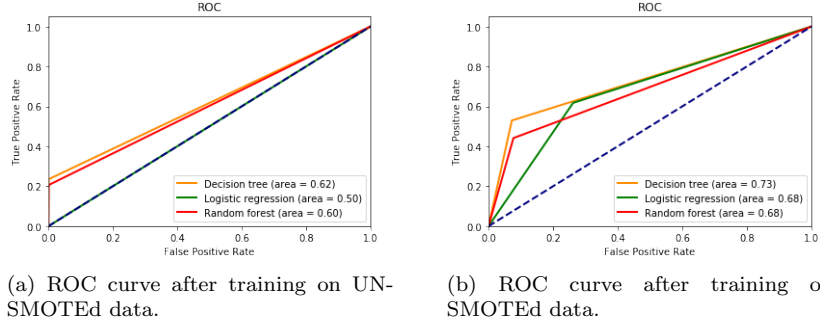 ROC
True Positive Rate
1.0
0.8
0.6
0.4
0.2
0.0
Decision tree (area = 0.62)
Logistic regression (area = 0.50)
Random forest (area = 0.60)
0.0 0.2 0.4 0.6 0.8 1.0
False Positive Rate
(a) ROC curve after training on UN-
SMOTEd data.
ROC
True Positive Rate
1.0
0.8
0.6
0.4
0.2
0.0
Decision tree (area = 0.73)
Logistic regression (area = 0.68)
Random forest (area = 0.68)
0.0 0.2 0.4 0.6 0.8 1.0
False Positive Rate
(b) ROC curve after training o
SMOTEd data.